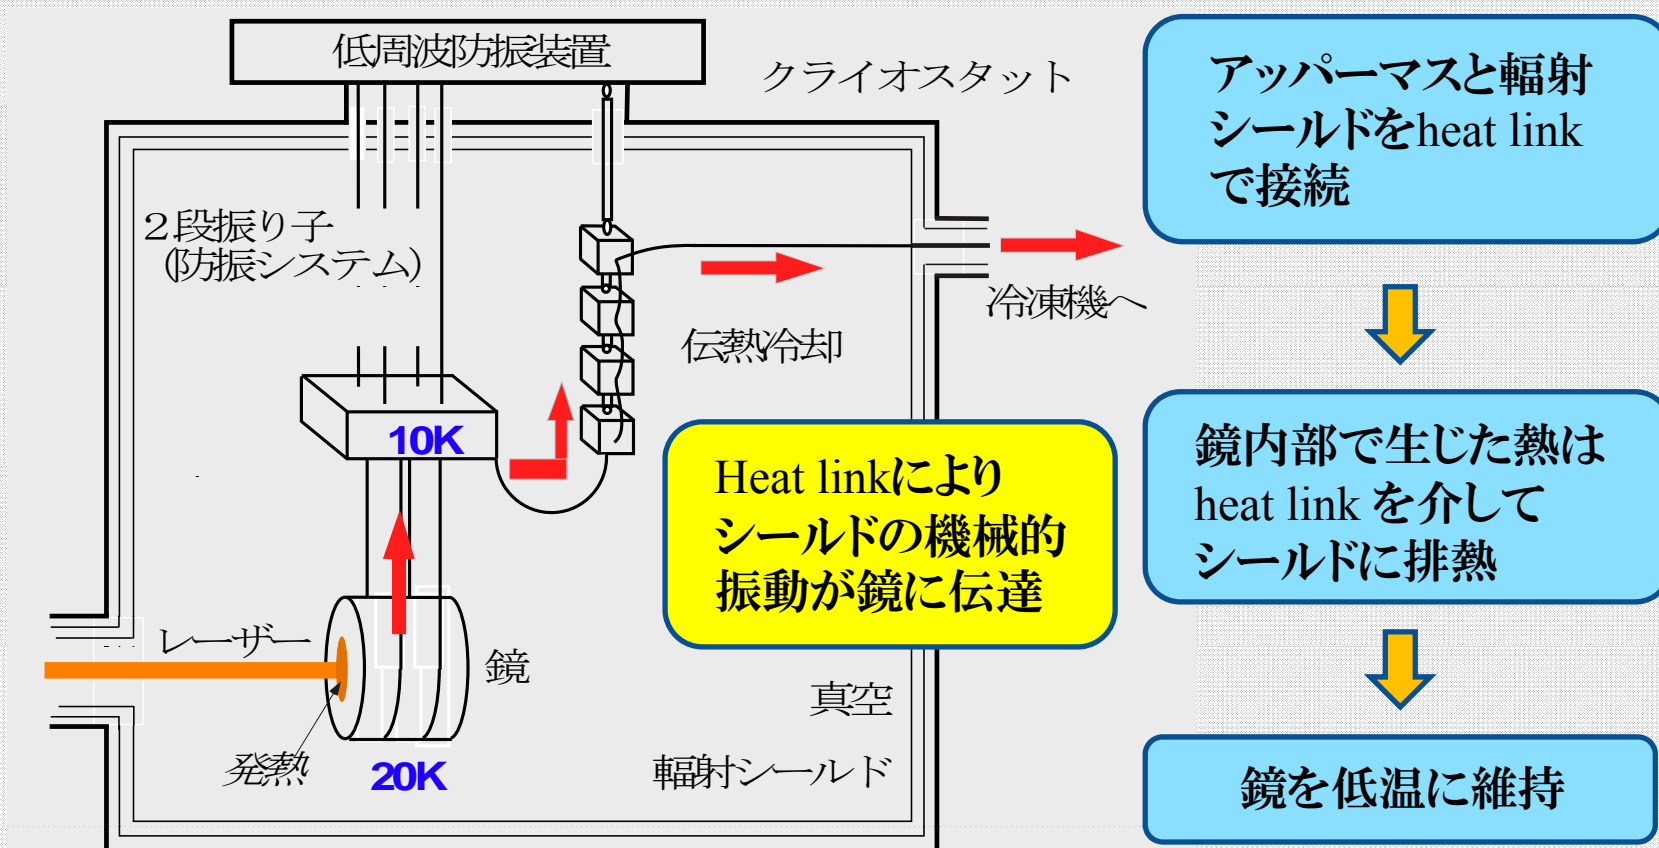 低周波防振装置
クライオスタット
２段振り子
(防振システム)
10K
伝熱冷却
冷凍機へ
Heat linkにより
シールドの機械的
振動が鏡に伝達
レーザー
鏡
発熱
20K
真空
輻射シールド
アッパーマスと輻射
シールドをheat link
で接続
鏡内部で生じた熱は
heat link を介して
シールドに排熱
鏡を低温に維持